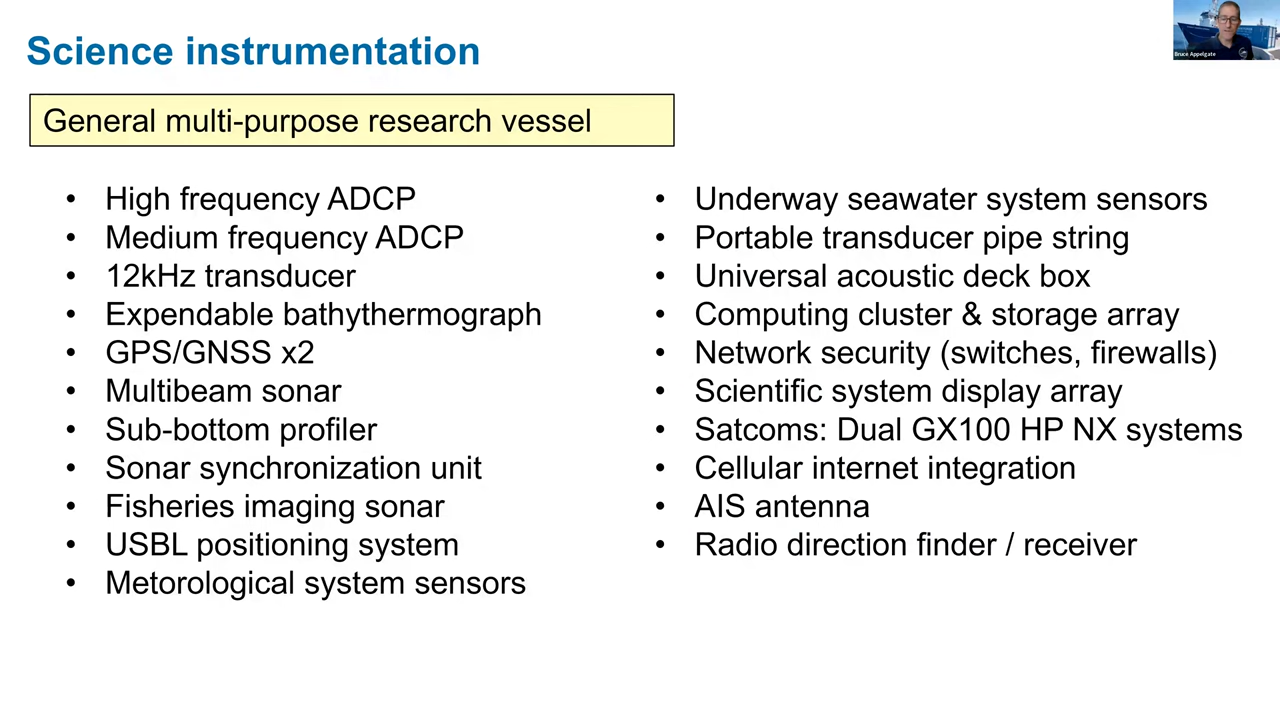 Science instrumentation
Bruce Appelgate
General multi-purpose research vessel
• High frequency ADCP
• Medium frequency ADCP
• 12kHz transducer
• Expendable bathythermograph
• GPS/GNSS x2
• Multibeam sonar
• Sub-bottom profiler
• Sonar synchronization unit
• Fisheries imaging sonar
• USBL positioning system
• Metorological system sensors
• Underway seawater system sensors
• Portable transducer pipe string
• Universal acoustic deck box
• Computing cluster & storage array
• Network security (switches, firewalls)
• Scientific system display array
• Satcoms: Dual GX100 HP NX systems
• Cellular internet integration
• AIS antenna
• Radio direction finder / receiver